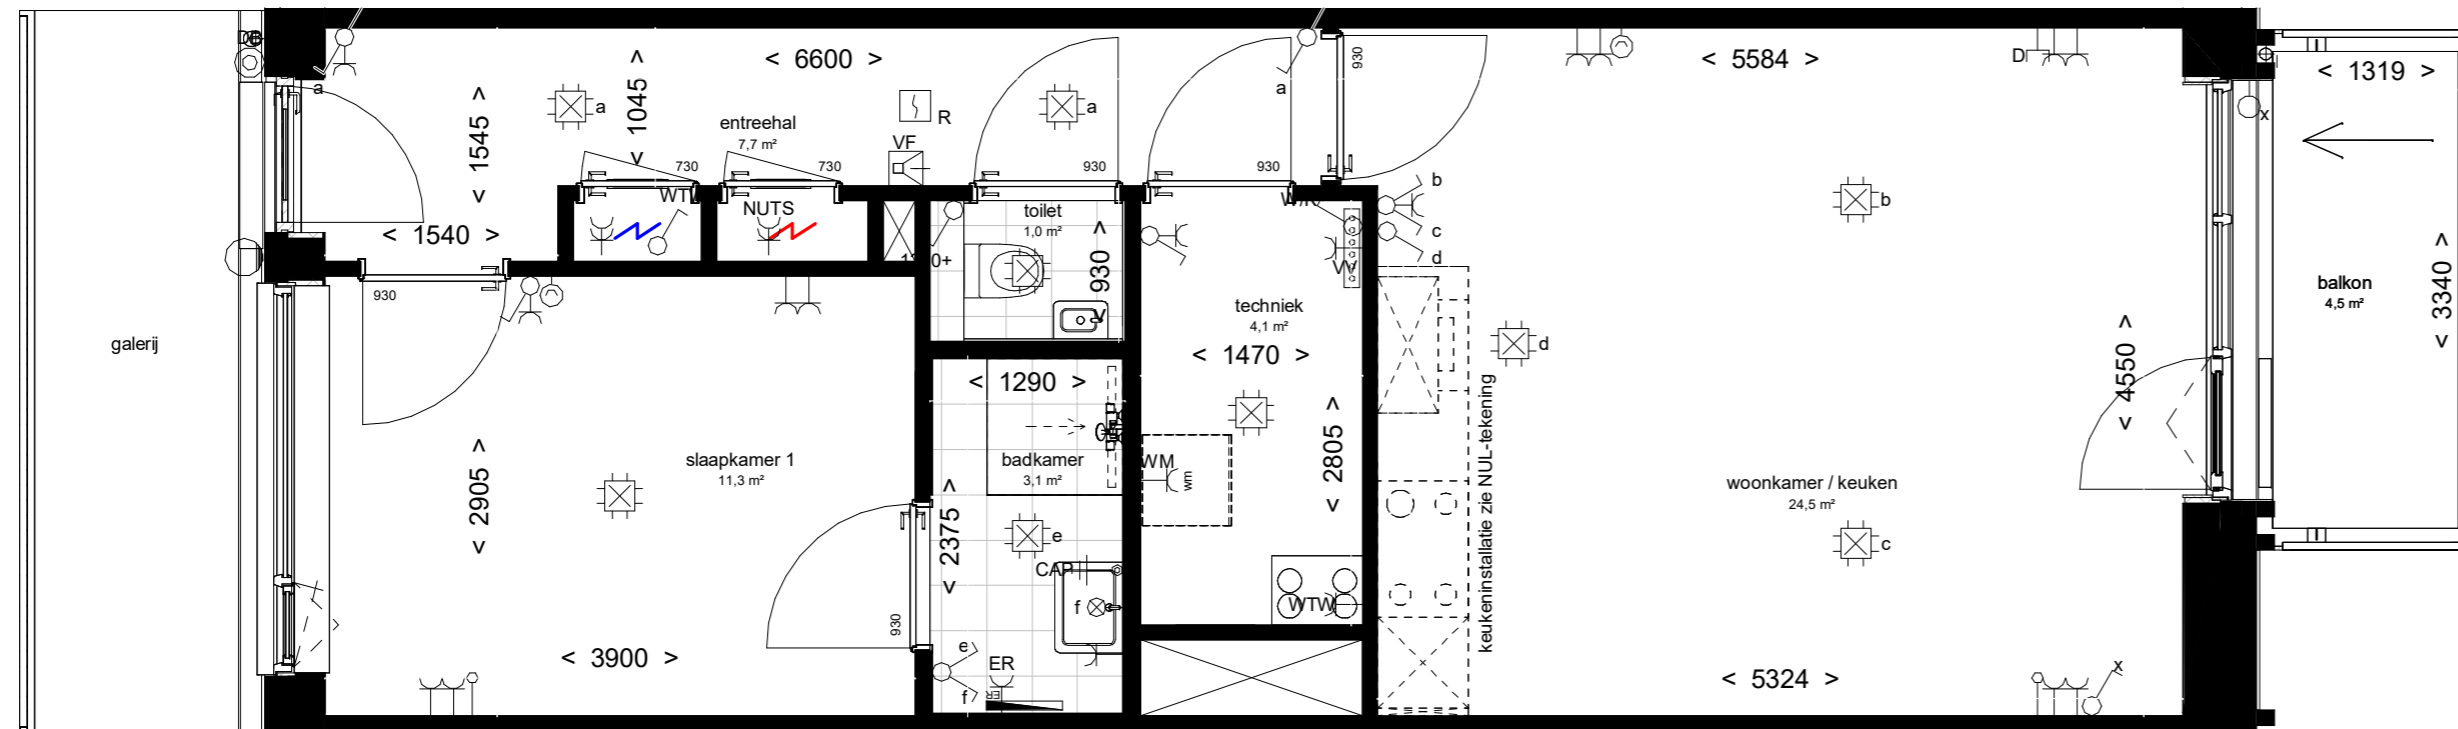 galerij
a
< 1545 >
< 1540 >
a
< 1045 >
< 6600 >
entreehal
7,7 m²
730
730
R
VF
a
930
930
a
930
NUTS
toilet
1,0 m²
< 930 >
930
slaapkamer 1
11,3 m²
< 2905 >
< 3900 >
930
< 1290 >
badkamer
3,1 m²
< 2375 >
e
CAP
f
e
f
ER
ER
techniek
4,1 m²
< 1470 >
< 2805 >
WM
wm
WTW
b
c
d
d
keukeninstallatie zie NUL-tekening
< 5584 >
b
woonkamer / keuken
24,5 m²
c
< 5324 >
< 4550 >
x
x
< 1319 >
balkon
4,5 m²
< 3340 >